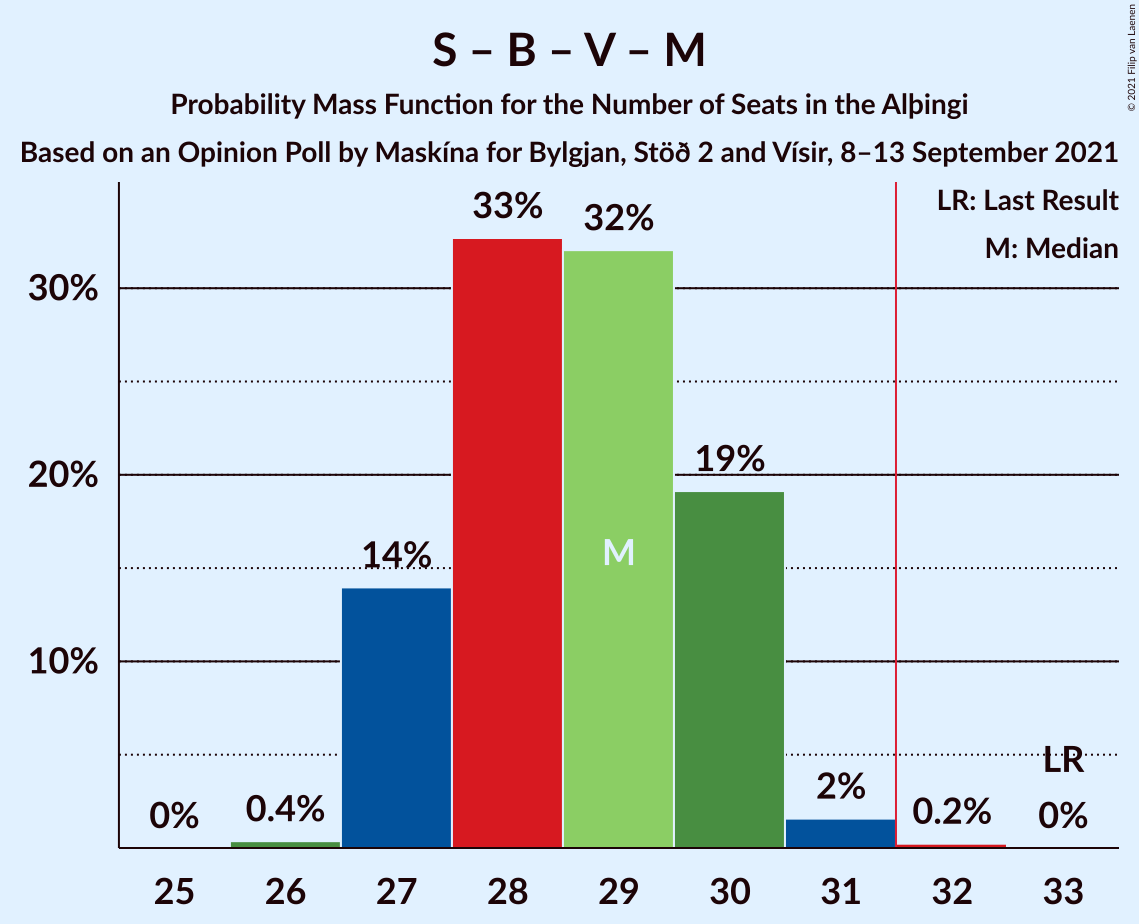 S – B – V – M
Probability Mass Function for the Number of Seats in the Alþingi
Based on an Opinion Poll by Maskína for Bylgjan, Stöð 2 and Vísir, 8–13 September 2021
© 2021 Filip van Laenen
LR: Last Result
M: Median
30%
20%
10%
0%
0.4%
14%
33%
32%
M
19%
2%
0.2%
LR
0%
25 26 27 28 29 30 31 32 33